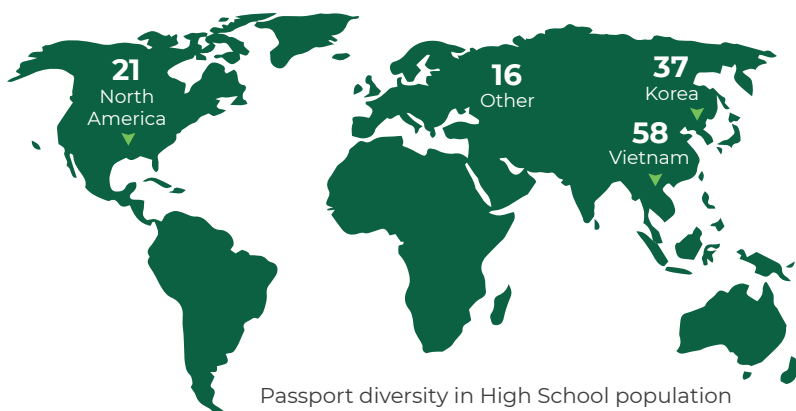 21
North
America
16
Other
37
Korea
58
Vietnam
Passport diversity in High School population